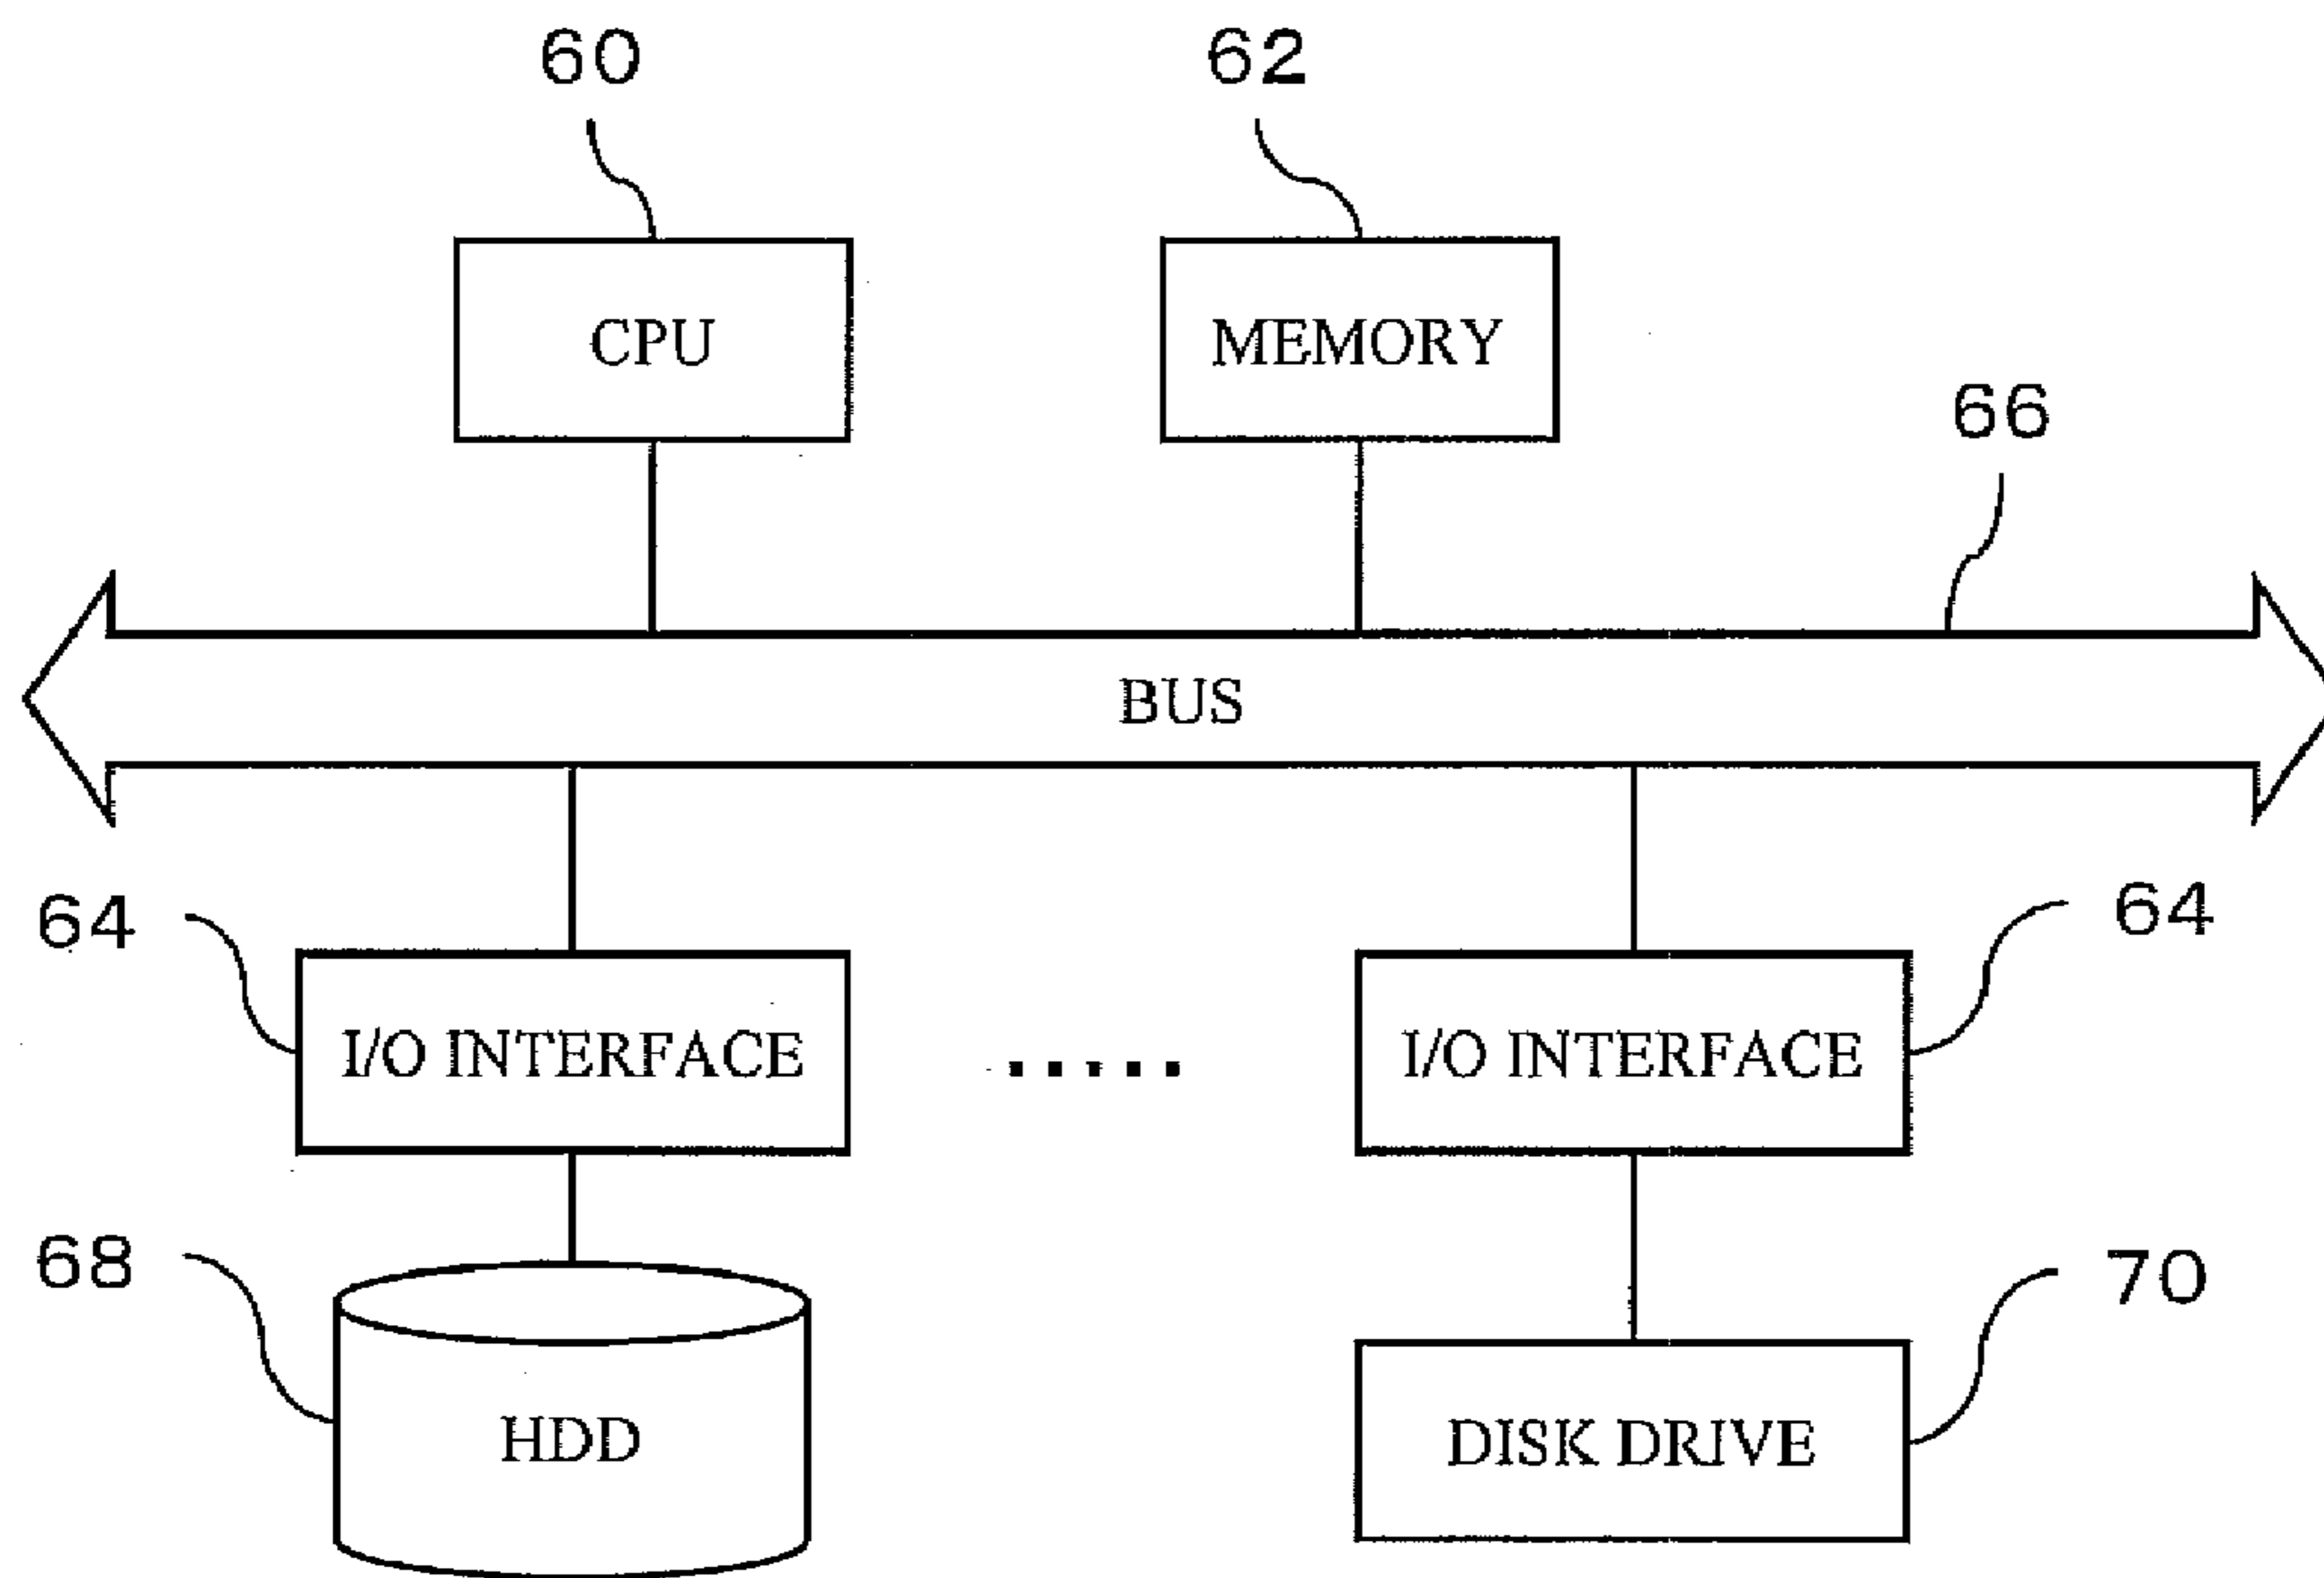 60 62
CPU MEMORY
66
BUS
64 64
I/O INTERFACE ..... I/O INTERFACE
68 70
HDD DISK DRIVE